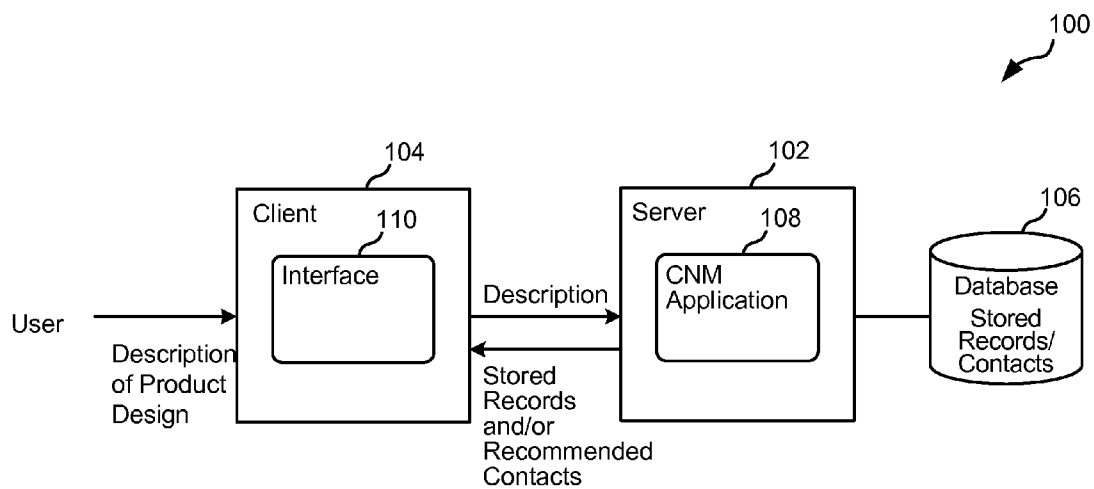 100
104
102
Client
Server
106
110
108
Interface
CNM
Application
Database
Stored
Records/
Contacts
User
Description
Description
of Product
Design
Stored
Records
and/or
Recommended
Contacts